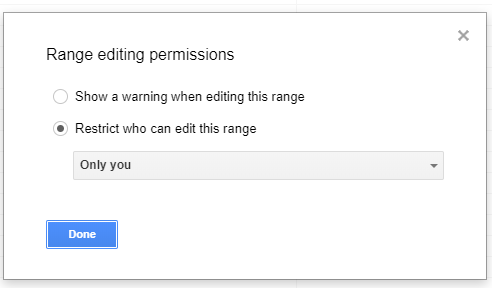 Range editing permissions
Show a warning when editing this range
Restrict who can edit this range
Only you
Done